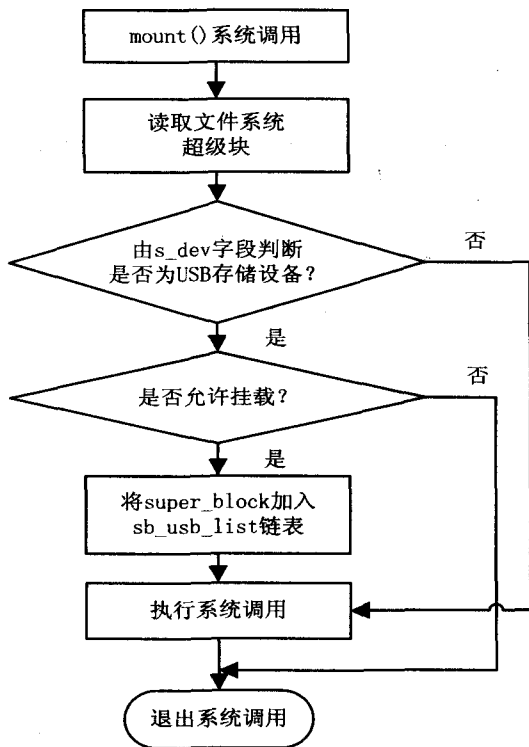 mount()系统调用
读取文件系统
超级块
由s_dev字段判断
是否为USB存储设备?
否
是
是否允许挂载?
否
是
将super_block加入
sb_usb_list链表
执行系统调用
退出系统调用